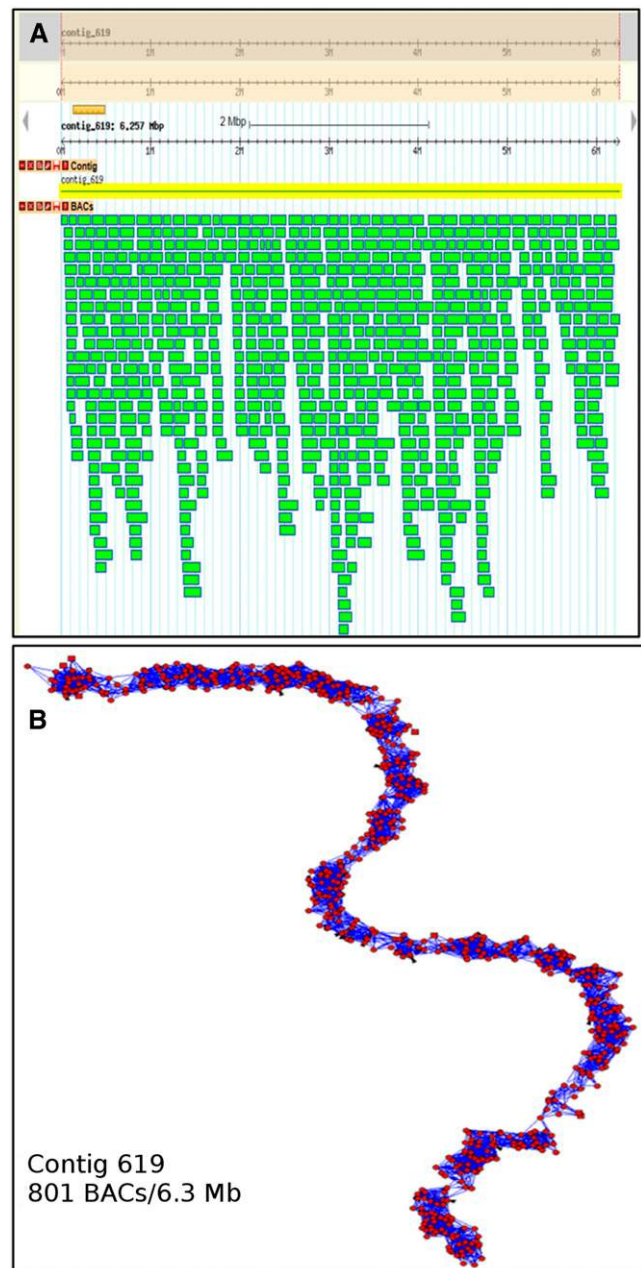 A
contig_619
0M 1M 2M 3M 4M 5M 6M
0M 1M 2M 3M 4M 5M 6M
contig_619: 6.257 Mbp 2 Mbp
0M 1M 2M 3M 4M 5M 6M
Contig
contig_619
BACs
B
Contig 619
801 BACs/6.3 Mb